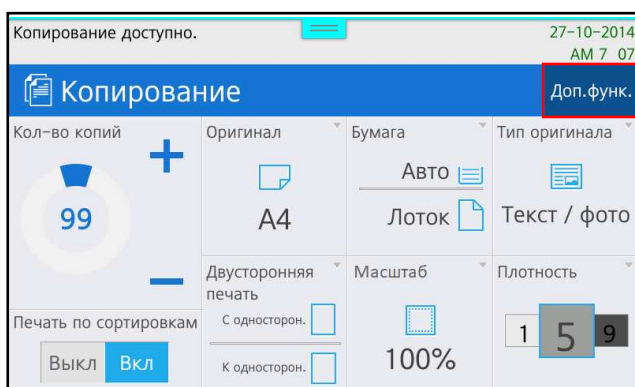 Копирование доступно.
27-10-2014
AM 7 07
Копирование
Доп.функ.
Кол-во копий
99
Печать по сортировкам
Выкл Вкл
Оригинал
A4
Бумага
Авто
Лоток
Тип оригинала
Текст / фото
Двусторонняя
печать
С односторон.
К односторон.
Масштаб
100%
Плотность
1 5 9